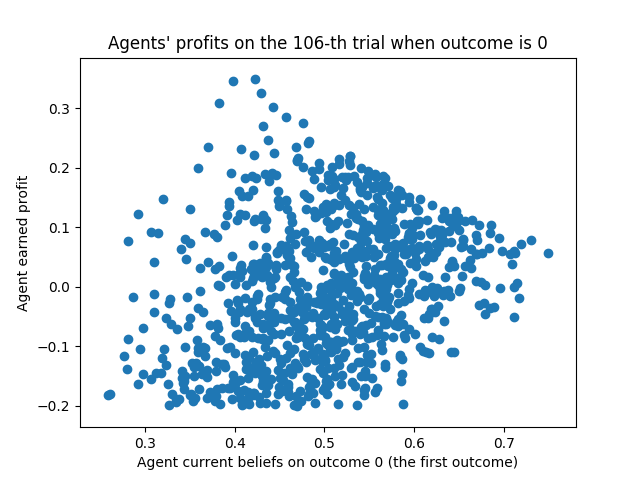 Agents' profits on the 106-th trial when outcome is 0
0.3
0.2
0.1
0.0
−0.1
−0.2
Agent earned profit
0.3 0.4 0.5 0.6 0.7
Agent current beliefs on outcome 0 (the first outcome)